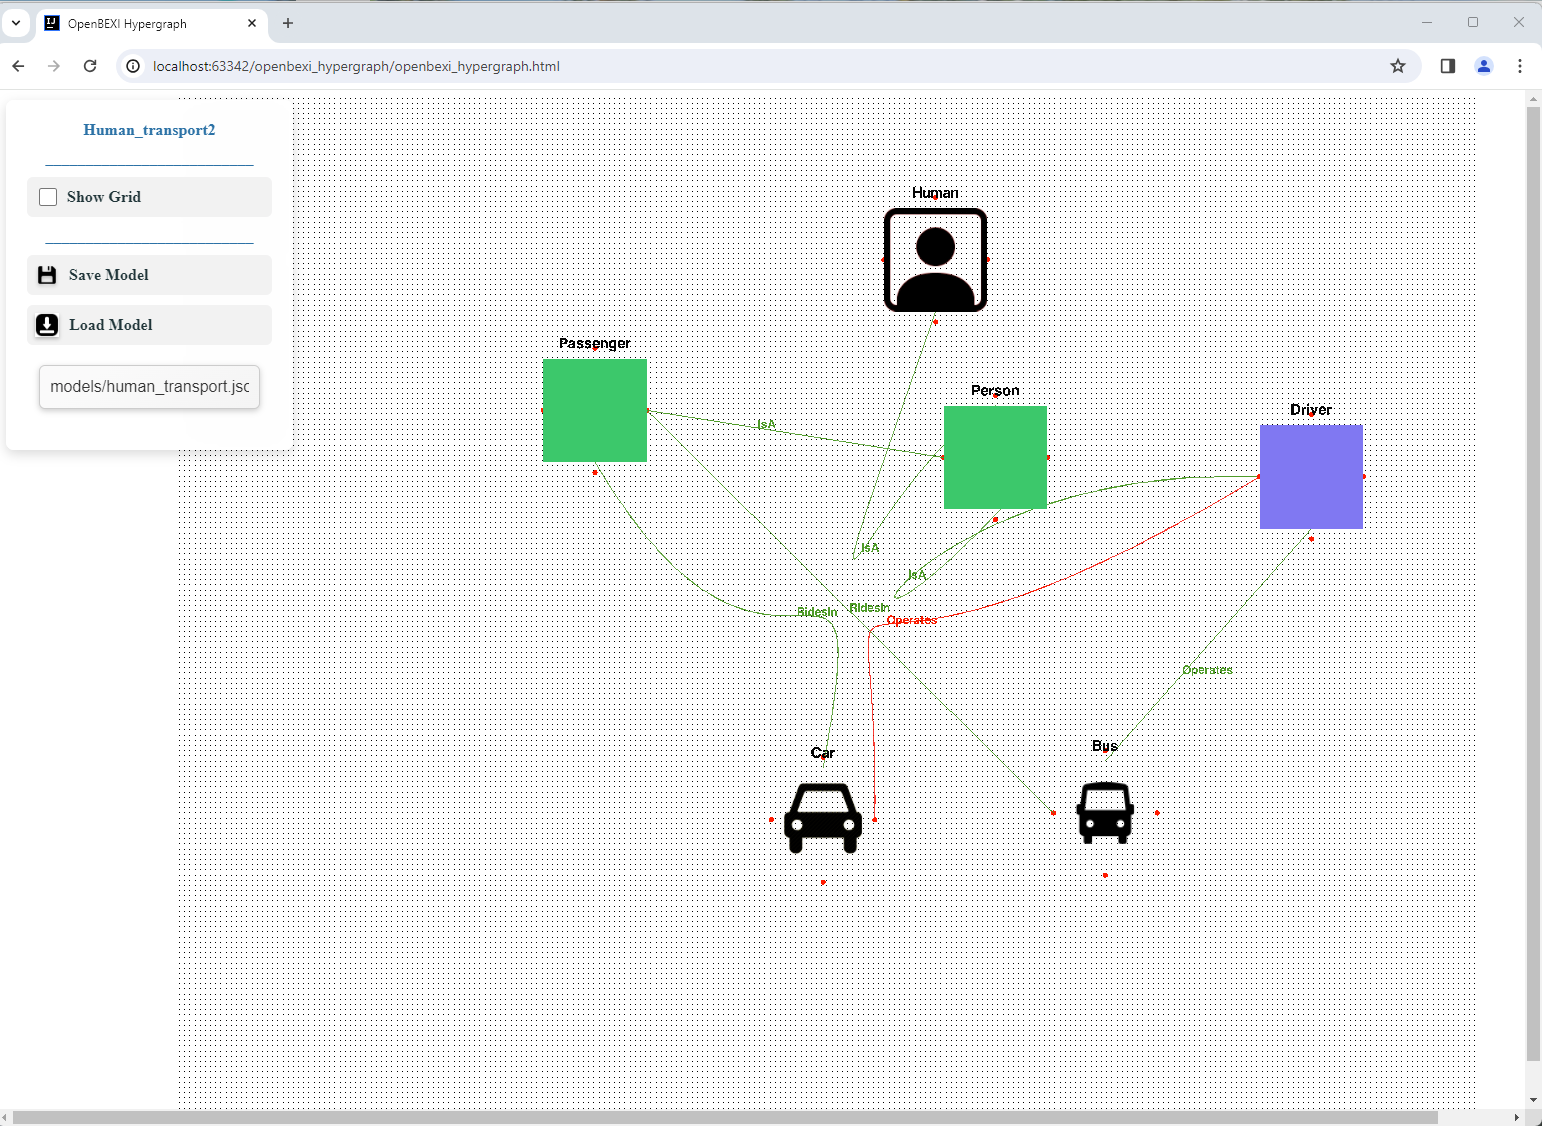 OpenBEXI Hypergraph
localhost:63342/openbexi_hypergraph/openbexi_hypergraph.html
Human_transport2
Show Grid
Save Model
Load Model
models/human_transport.jsc
Human
Passenger
Person
Driver
IsA
IsA
IsA
RidesIn
RidesIn
Operates
Operates
Car
Bus